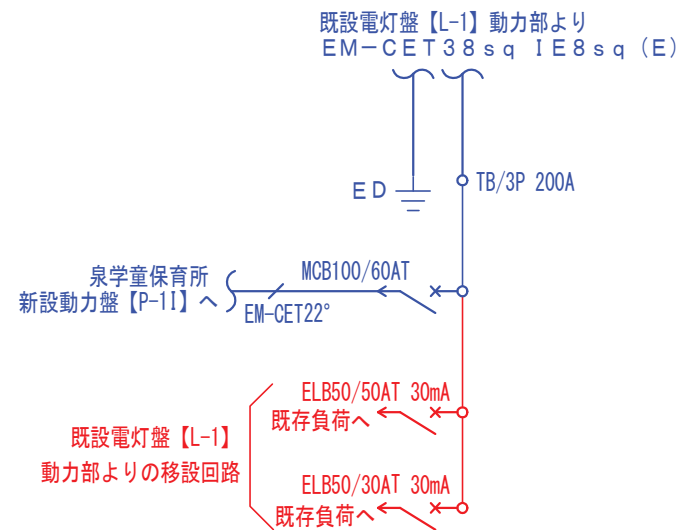 既設電灯盤【L-1】動力部より
EM－CET38sq IE8sq(E)
ED
TB/3P 200A
泉学童保育所
新設動力盤【P-1I】へ
MCB100/60AT
EM-CET22°
ELB50/50AT 30mA
既存負荷へ
既設電灯盤【L-1】
動力部よりの移設回路
ELB50/30AT 30mA
既存負荷へ